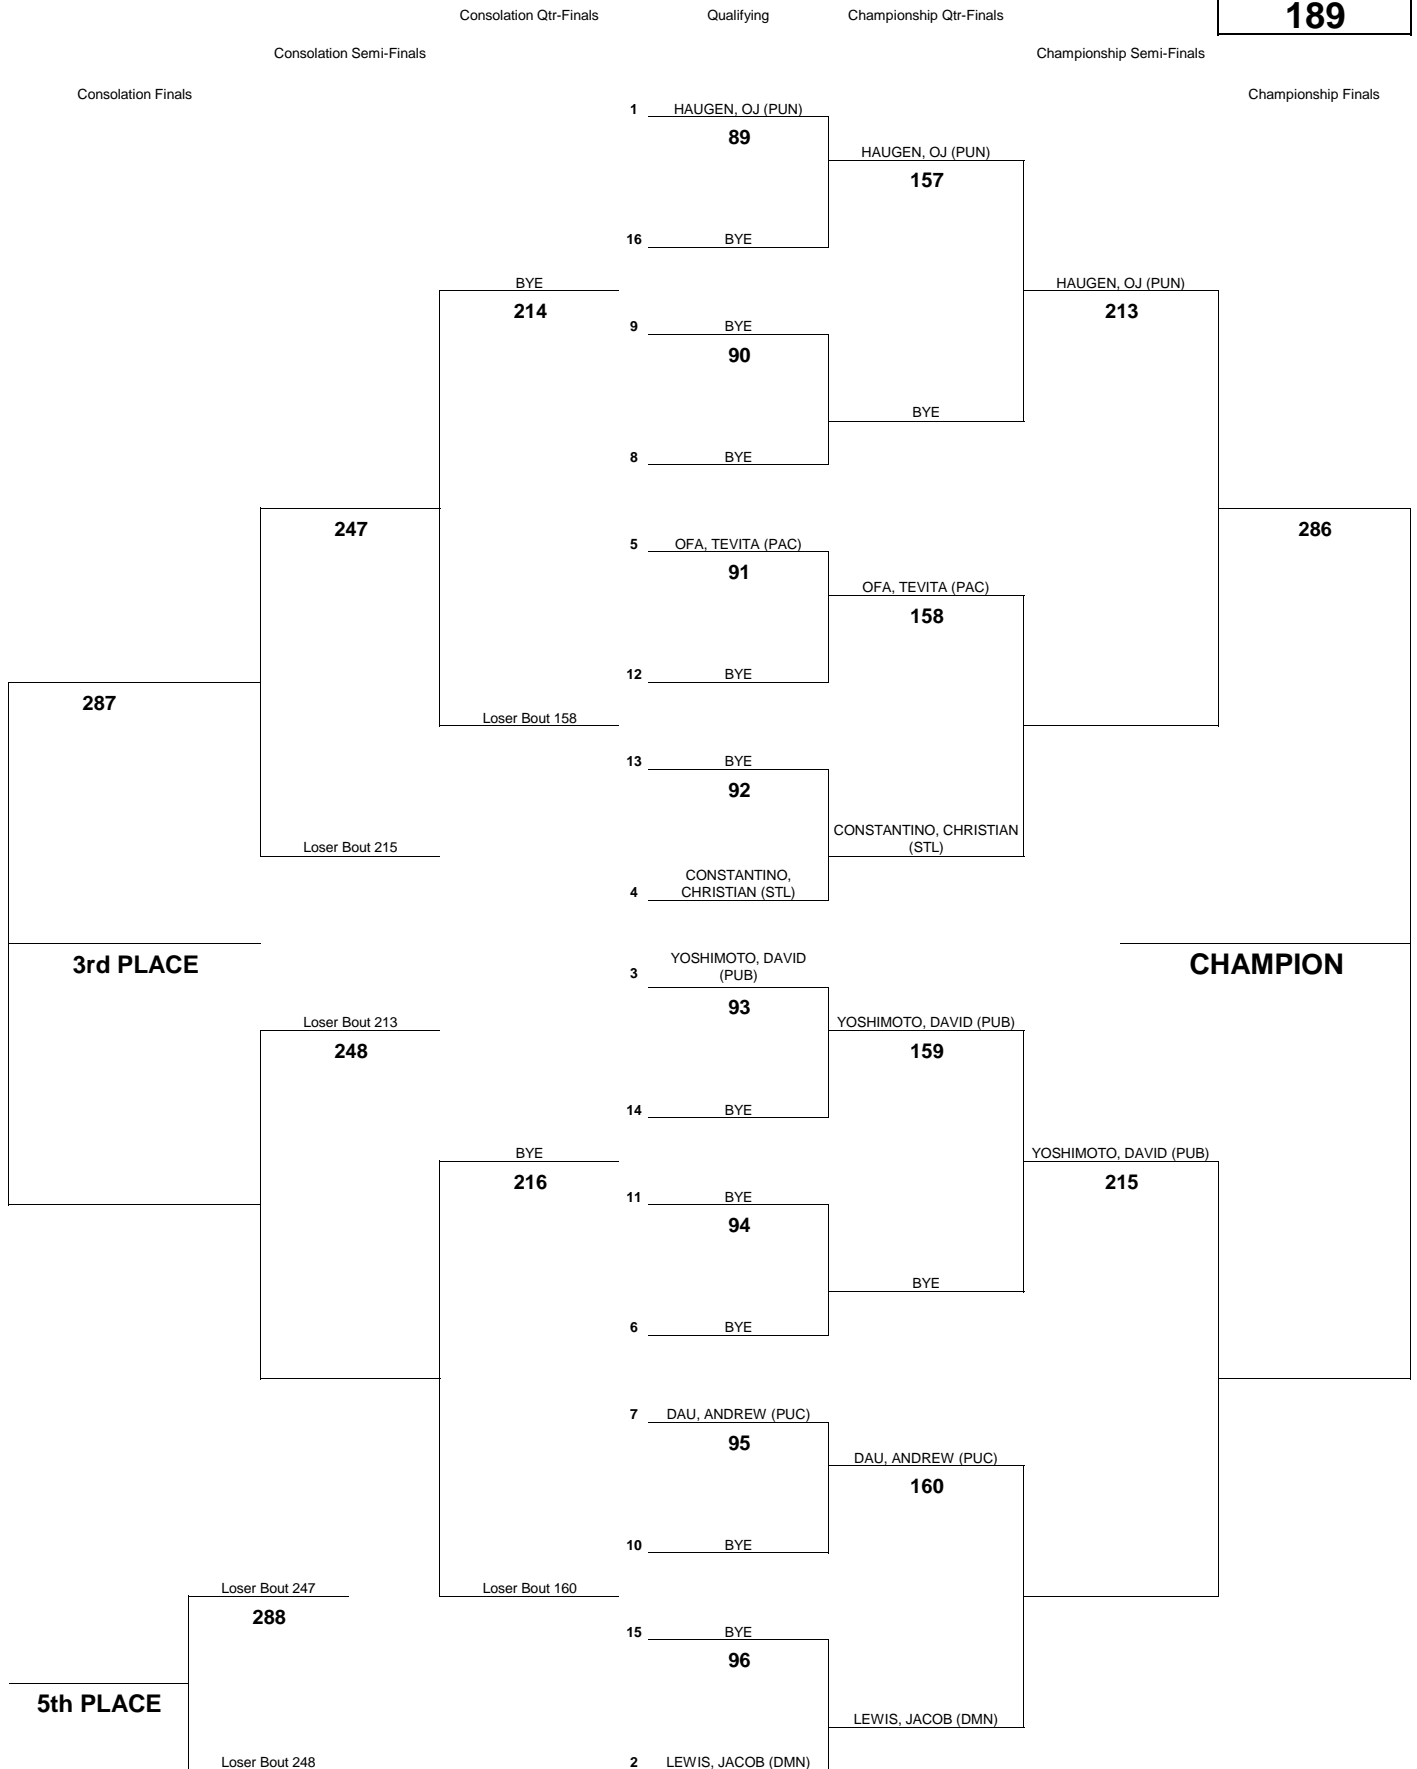 Consolation Qtr-Finals Qualifying Championship Qtr-Finals 189
Consolation Semi-Finals Championship Semi-Finals
Consolation Finals Championship Finals
1 HAUGEN, OJ (PUN)
89
HAUGEN, OJ (PUN)
157
16 BYE
BYE HAUGEN, OJ (PUN)
214 213
9 BYE
90
BYE
8 BYE
247 286
5 OFA, TEVITA (PAC)
91
OFA, TEVITA (PAC)
158
12 BYE
287
Loser Bout 158
13 BYE
92
CONSTANTINO, CHRISTIAN
(STL)
Loser Bout 215
CONSTANTINO,
4 CHRISTIAN (STL)
3rd PLACE CHAMPION
YOSHIMOTO, DAVID
3 (PUB)
93
Loser Bout 213 YOSHIMOTO, DAVID (PUB)
248 159
14 BYE
BYE YOSHIMOTO, DAVID (PUB)
216 215
11 BYE
94
BYE
6 BYE
7 DAU, ANDREW (PUC)
95
DAU, ANDREW (PUC)
160
10 BYE
Loser Bout 247 Loser Bout 160
288
15 BYE
96
5th PLACE
LEWIS, JACOB (DMN)
Loser Bout 248 2 LEWIS, JACOB (DMN)